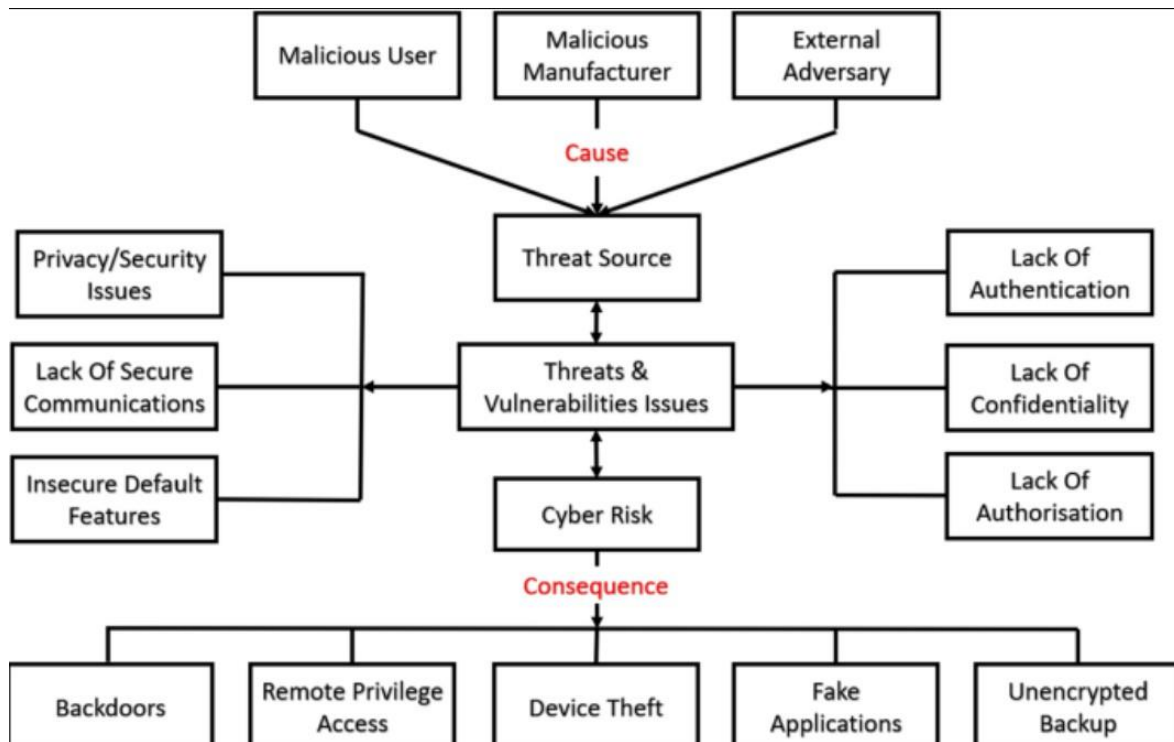 Malicious User
Malicious
Manufacturer
External
Adversary
Cause
Threat Source
Privacy/Security
Issues
Lack Of
Authentication
Lack Of Secure
Communications
Threats &
Vulnerabilities Issues
Lack Of
Confidentiality
Insecure Default
Features
Cyber Risk
Lack Of
Authorisation
Consequence
Backdoors
Remote Privilege
Access
Device Theft
Fake
Applications
Unencrypted
Backup